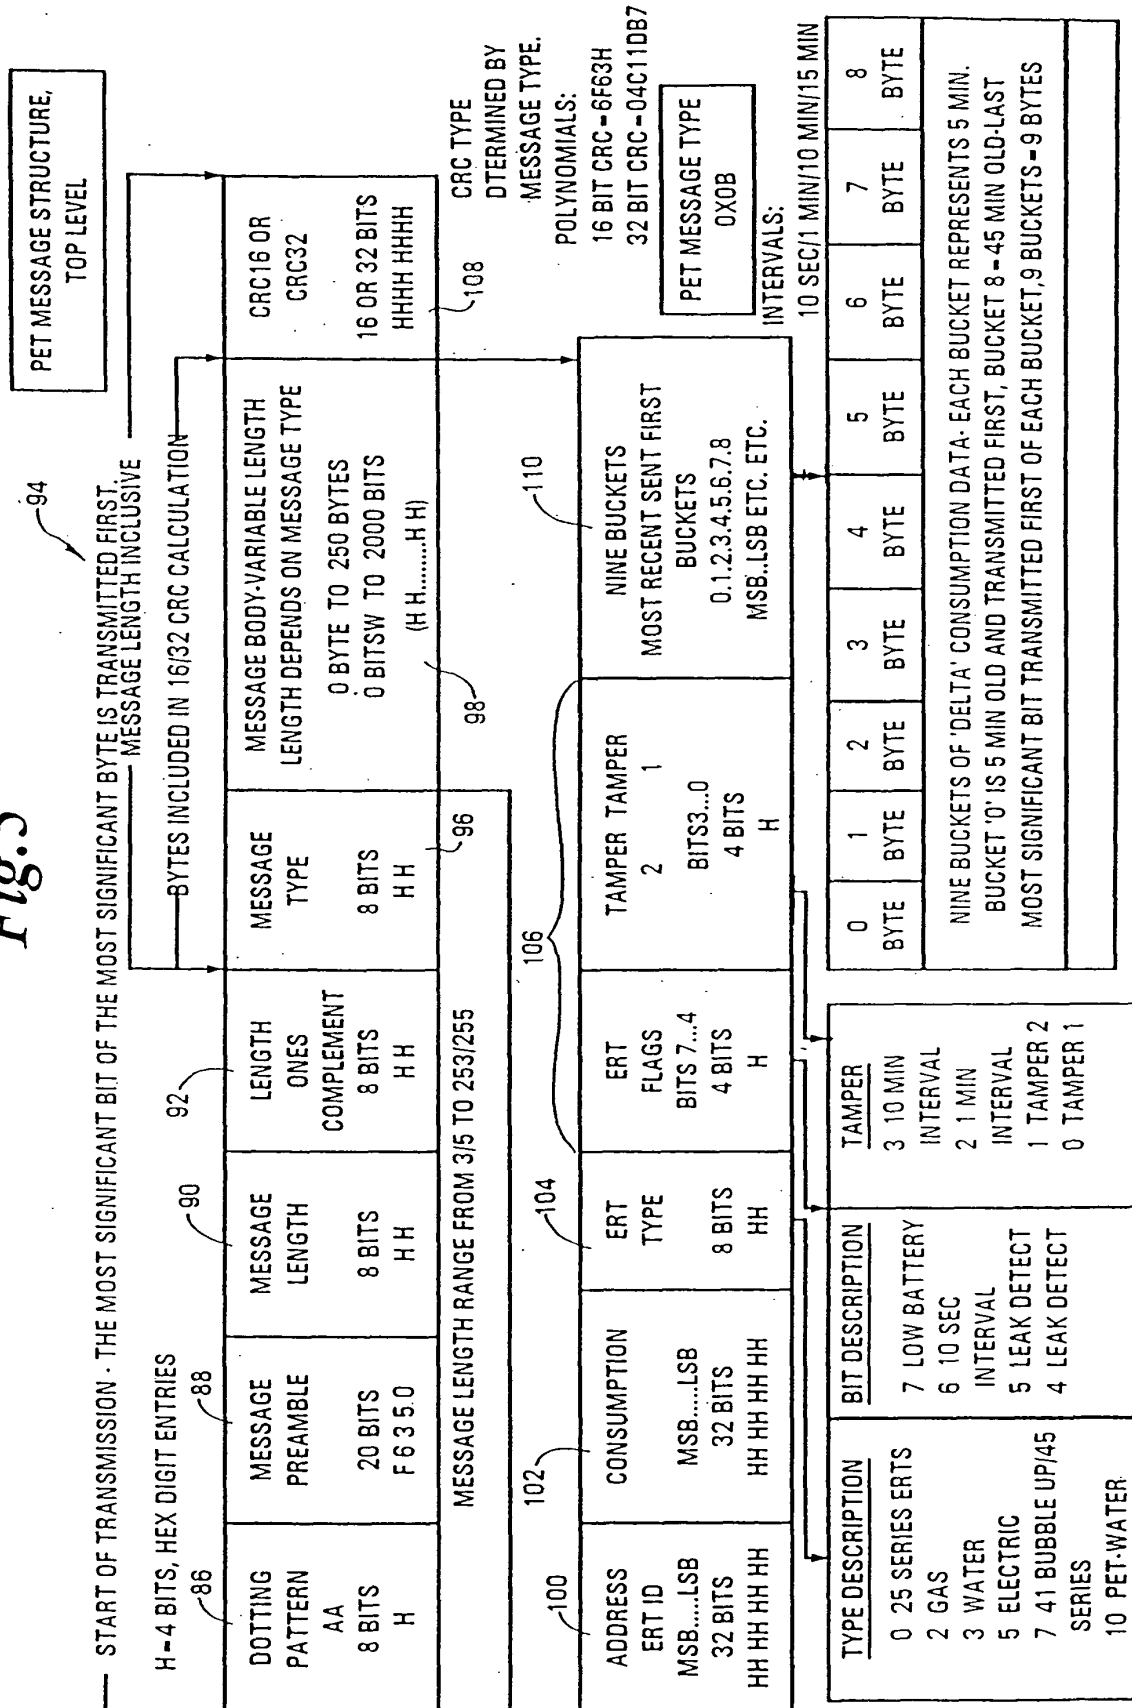 Fig.5
PET MESSAGE STRUCTURE,
TOP LEVEL
94
START OF TRANSMISSION - THE MOST SIGNIFICANT BIT OF THE MOST SIGNIFICANT BYTE IS TRANSMITTED FIRST.
MESSAGE LENGTH INCLUSIVE
H=4 BITS, HEX DIGIT ENTRIES
BYTES INCLUDED IN 16/32 CRC CALCULATION
86
88
90
92
DOTTING
PATTERN
AA
8 BITS
H
MESSAGE
PREAMBLE
20 BITS
F 6 3 5.0
MESSAGE
LENGTH
8 BITS
H H
LENGTH
ONES
COMPLEMENT
8 BITS
H H
MESSAGE
TYPE
8 BITS
H H
96
MESSAGE BODY-VARIABLE LENGTH
LENGTH DEPENDS ON MESSAGE TYPE
0 BYTE TO 250 BYTES
0 BITSW TO 2000 BITS
(H H.........H H)
98
CRC16 OR
CRC32
16 OR 32 BITS
HHHH HHHH
108
MESSAGE LENGTH RANGE FROM 3/5 TO 253/255
CRC TYPE
DTERMINED BY
MESSAGE TYPE.
POLYNOMIALS:
16 BIT CRC=6F63H
32 BIT CRC=04C11DB7
PET MESSAGE TYPE
0X0B
100
102
104
106
110
ADDRESS
ERT ID
MSB.....LSB
32 BITS
HH HH HH HH
CONSUMPTION
MSB.....LSB
32 BITS
HH HH HH HH
ERT
TYPE
8 BITS
HH
ERT
FLAGS
BITS 7...4
4 BITS
H
TAMPER TAMPER
2 1
BITS3...0
4 BITS
H
NINE BUCKETS
MOST RECENT SENT FIRST
BUCKETS
0.1.2.3.4.5.6.7.8
MSB..LSB ETC. ETC.
INTERVALS:
10 SEC/1 MIN/10 MIN/15 MIN
TYPE DESCRIPTION
0 25 SERIES ERTS
2 GAS
3 WATER
5 ELECTRIC
7 41 BUBBLE UP/45
SERIES
10 PET-WATER
BIT DESCRIPTION
7 LOW BATTERY
6 10 SEC
INTERVAL
5 LEAK DETECT
4 LEAK DETECT
TAMPER
3 10 MIN
INTERVAL
2 1 MIN
INTERVAL
1 TAMPER 2
0 TAMPER 1
0 1 2 3 4 5 6 7 8
BYTE BYTE BYTE BYTE BYTE BYTE BYTE BYTE BYTE
NINE BUCKETS OF 'DELTA' CONSUMPTION DATA- EACH BUCKET REPRESENTS 5 MIN.
BUCKET '0' IS 5 MIN OLD AND TRANSMITTED FIRST, BUCKET 8=45 MIN OLD-LAST
MOST SIGNIFICANT BIT TRANSMITTED FIRST OF EACH BUCKET,9 BUCKETS=9 BYTES